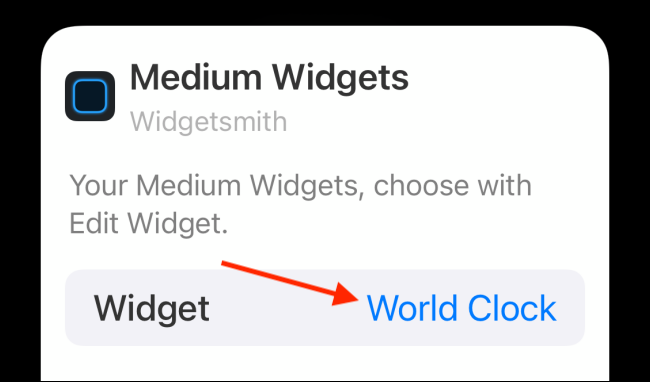 Medium Widgets
Widgetsmith
Your Medium Widgets, choose with
Edit Widget.
Widget World Clock